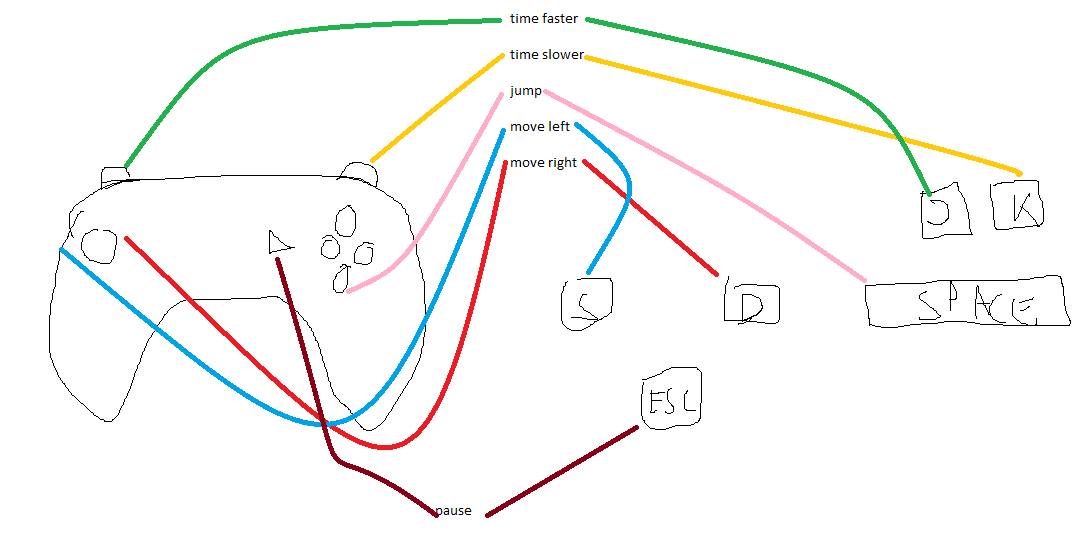 time faster
time slower
jump
move left
move right
J K
S D SPACE
ESC
pause